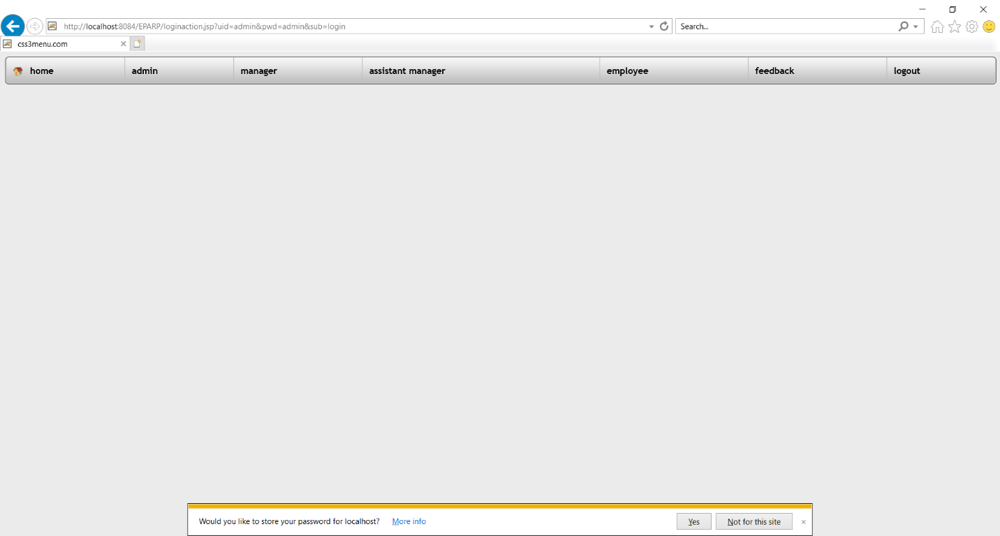 http://localhost:8084/EPARP/loginaction.jsp?uid=admin&pwd=admin&sub=login
Search...
css3menu.com
home admin manager assistant manager employee feedback logout
Would you like to store your password for localhost? More info Yes Not for this site